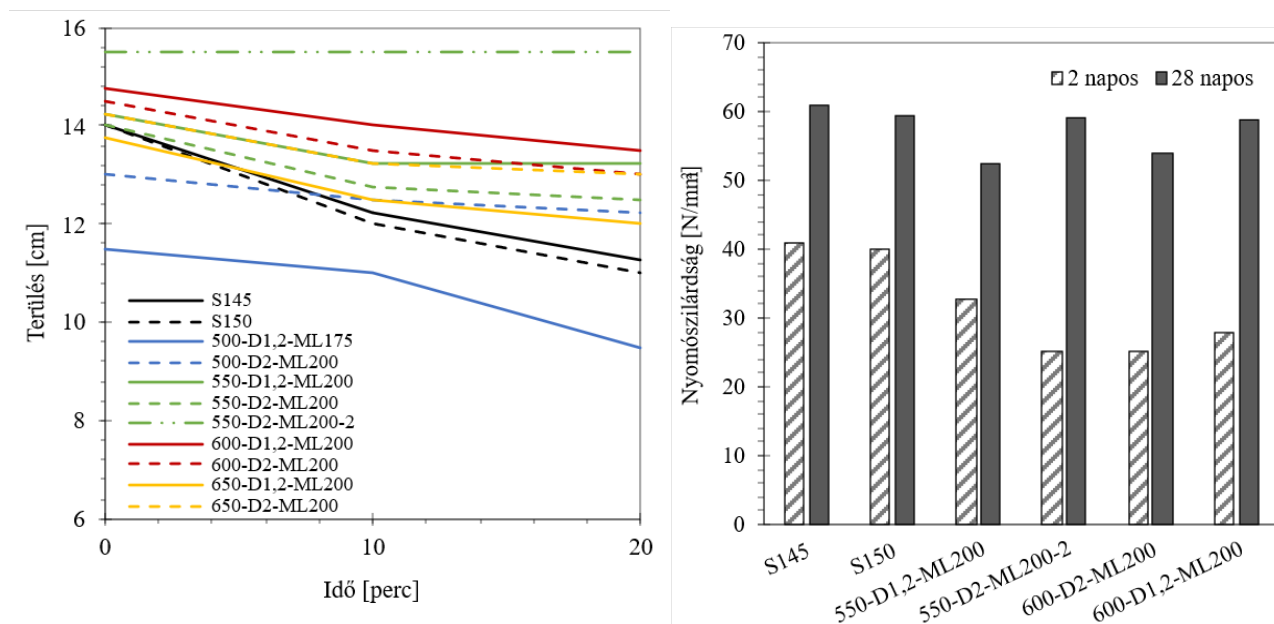 16
14
12
10
8
6
Terülés [cm]
S145
S150
500-D1,2-ML175
500-D2-ML200
550-D1,2-ML200
550-D2-ML200
550-D2-ML200-2
600-D1,2-ML200
600-D2-ML200
650-D1,2-ML200
650-D2-ML200
0 10 20
Idő [perc]
70
60
50
40
30
20
10
0
Nyomószilárdság [N/mm²]
2 napos 28 napos
S145
S150
550-D1,2-ML200
550-D2-ML200-2
600-D2-ML200
600-D1,2-ML200